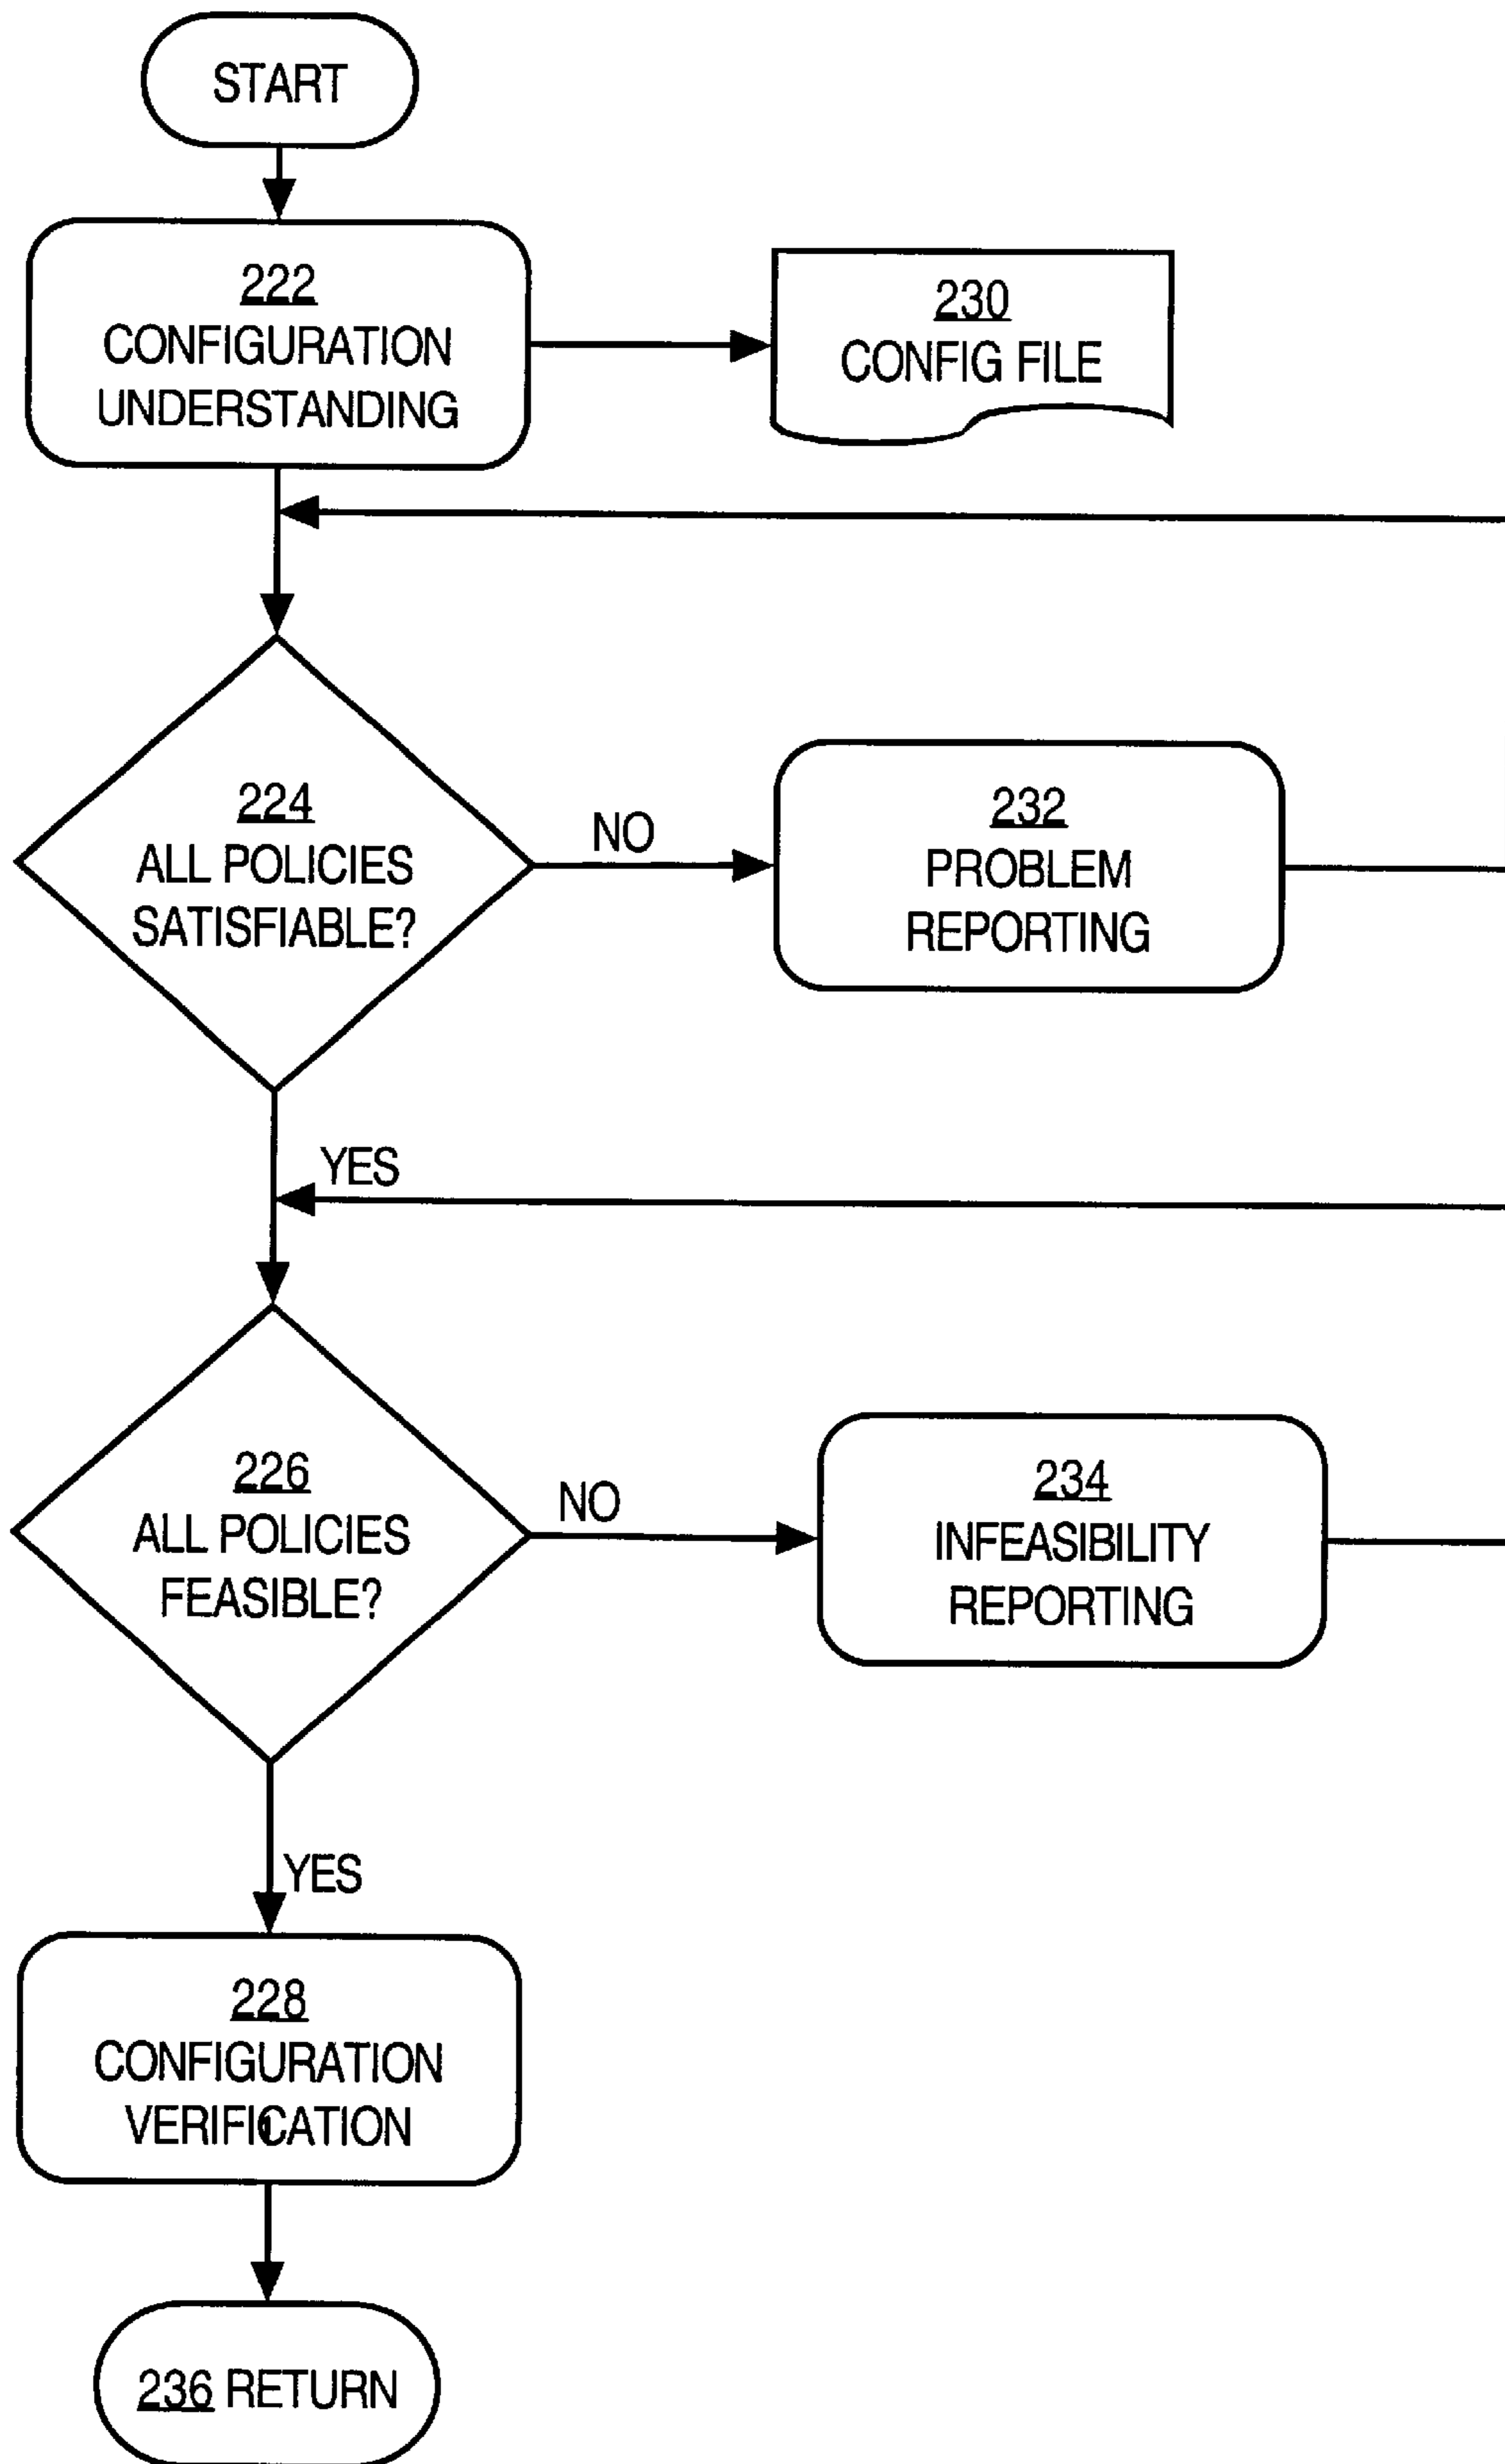 START
222
CONFIGURATION
UNDERSTANDING
230
CONFIG FILE
224
ALL POLICIES
SATISFIABLE?
NO
232
PROBLEM
REPORTING
YES
226
ALL POLICIES
FEASIBLE?
NO
234
INFEASIBILITY
REPORTING
YES
228
CONFIGURATION
VERIFICATION
236 RETURN